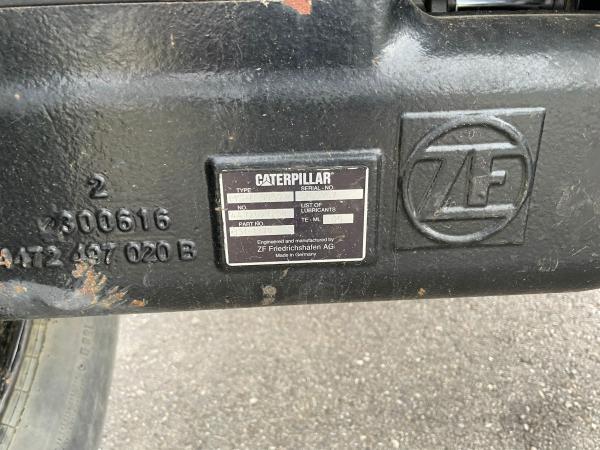 2
300616
4472 497 020 B
CATERPILLAR
TYPE SERIAL-NO.
NO. LIST OF
LUBRICANTS
PART NO. TE-ML
Engineered and manufactured by
ZF Friedrichshafen AG
Made in Germany
ZF